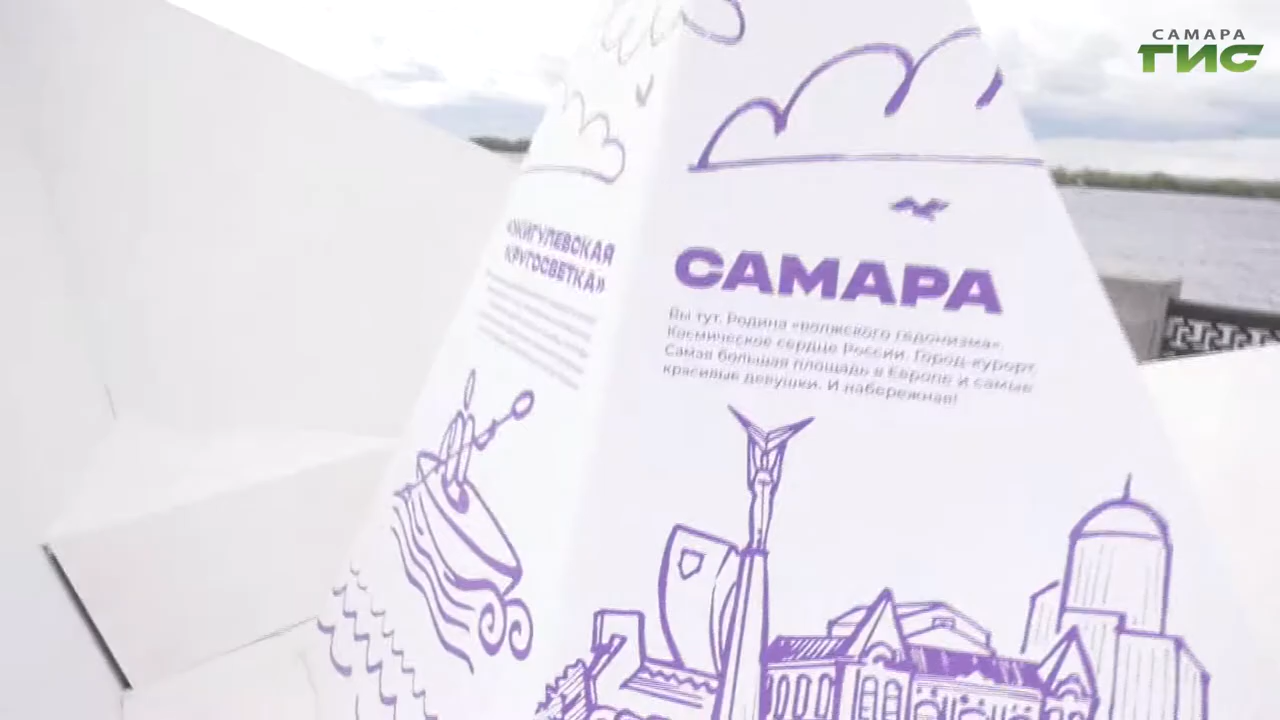 САМАРА
ГИС
«ЖИГУЛЕВСКАЯ
КРУГОСВЕТКА»
САМАРА
Вы тут. Родина «волжского гедонизма».
Космическое сердце России. Город-курорт.
Самая большая площадь в Европе и самые
красивые девушки. И набережная!